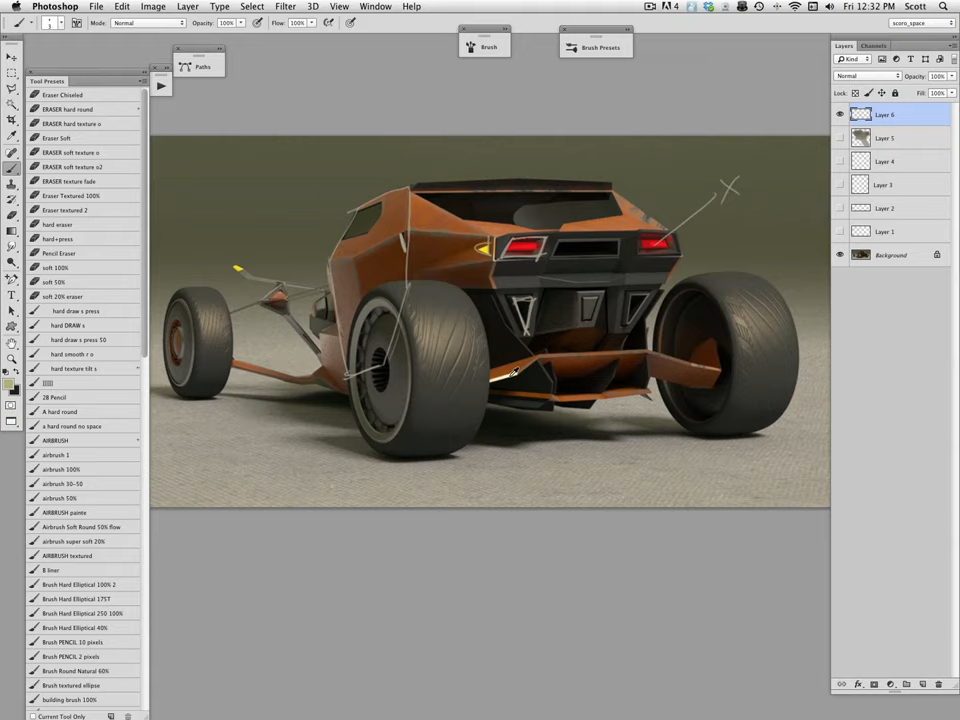 Photoshop File Edit Image Layer Select Filter 3D View Window Help 4 Fri 12:32 PM Scott
Mode: Normal Opacity: 100% Flow: 100% scoro_space
Brush Brush Presets
Paths
Tool Presets
Eraser Chiseled
ERASER hard round
ERASER hard texture o
Eraser Soft
ERASER soft texture o
ERASER soft texture o2
ERASER texture fade
Eraser Textured 100%
Eraser textured 2
hard eraser
hard+press
Pencil Eraser
soft 100%
soft 50%
soft 20% eraser
hard draw s press
hard DRAW s
hard draw s press 50
hard smooth r o
hard texture tilt s
28 Pencil
A hard round
a hard round no space
AIRBRUSH
airbrush 1
airbrush 100%
airbrush 30-50
airbrush 50%
AIRBRUSH painte
Airbrush Soft Round 50% flow
airbrush super soft 20%
AIRBRUSH textured
B liner
Brush Hard Elliptical 100% 2
Brush Hard Elliptical 175T
Brush Hard Elliptical 250 100%
Brush Hard Elliptical 40%
Brush PENCIL 10 pixels
Brush PENCIL 2 pixels
Brush Round Natural 60%
Brush textured ellipse
building brush 100%
Current Tool Only
Layers Channels
Kind
Normal Opacity: 100%
Lock: Fill: 100%
Layer 6
Layer 5
Layer 4
Layer 3
Layer 2
Layer 1
Background